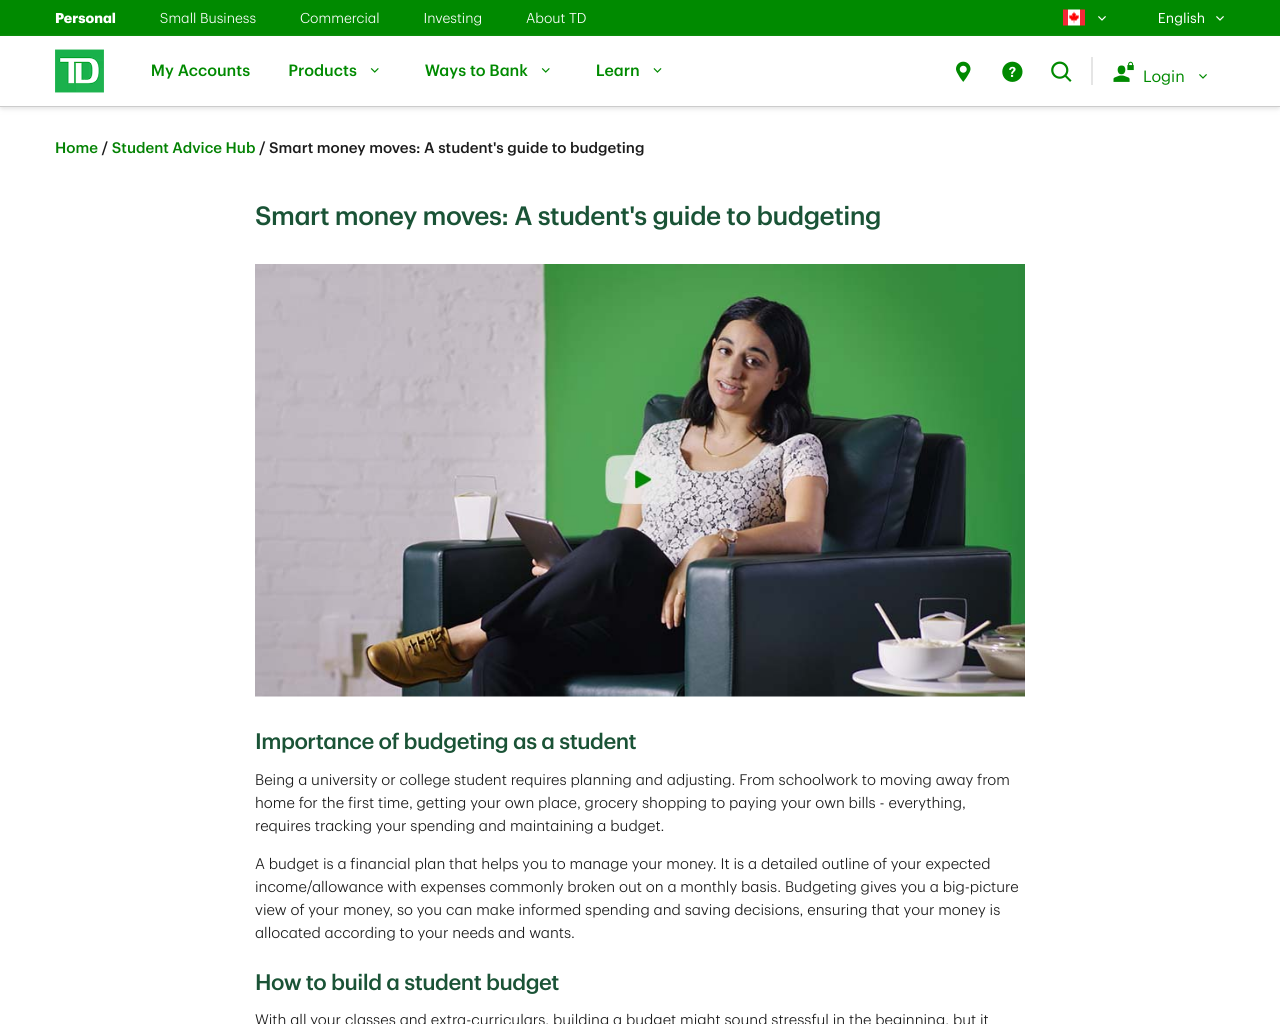 Personal Small Business Commercial Investing About TD English
TD My Accounts Products Ways to Bank Learn ? Login
Home / Student Advice Hub / Smart money moves: A student's guide to budgeting
Smart money moves: A student's guide to budgeting
Importance of budgeting as a student
Being a university or college student requires planning and adjusting. From schoolwork to moving away from
home for the first time, getting your own place, grocery shopping to paying your own bills - everything,
requires tracking your spending and maintaining a budget.
A budget is a financial plan that helps you to manage your money. It is a detailed outline of your expected
income/allowance with expenses commonly broken out on a monthly basis. Budgeting gives you a big-picture
view of your money, so you can make informed spending and saving decisions, ensuring that your money is
allocated according to your needs and wants.
How to build a student budget
With all your classes and extra-curriculars, building a budget might sound stressful in the beginning, but it